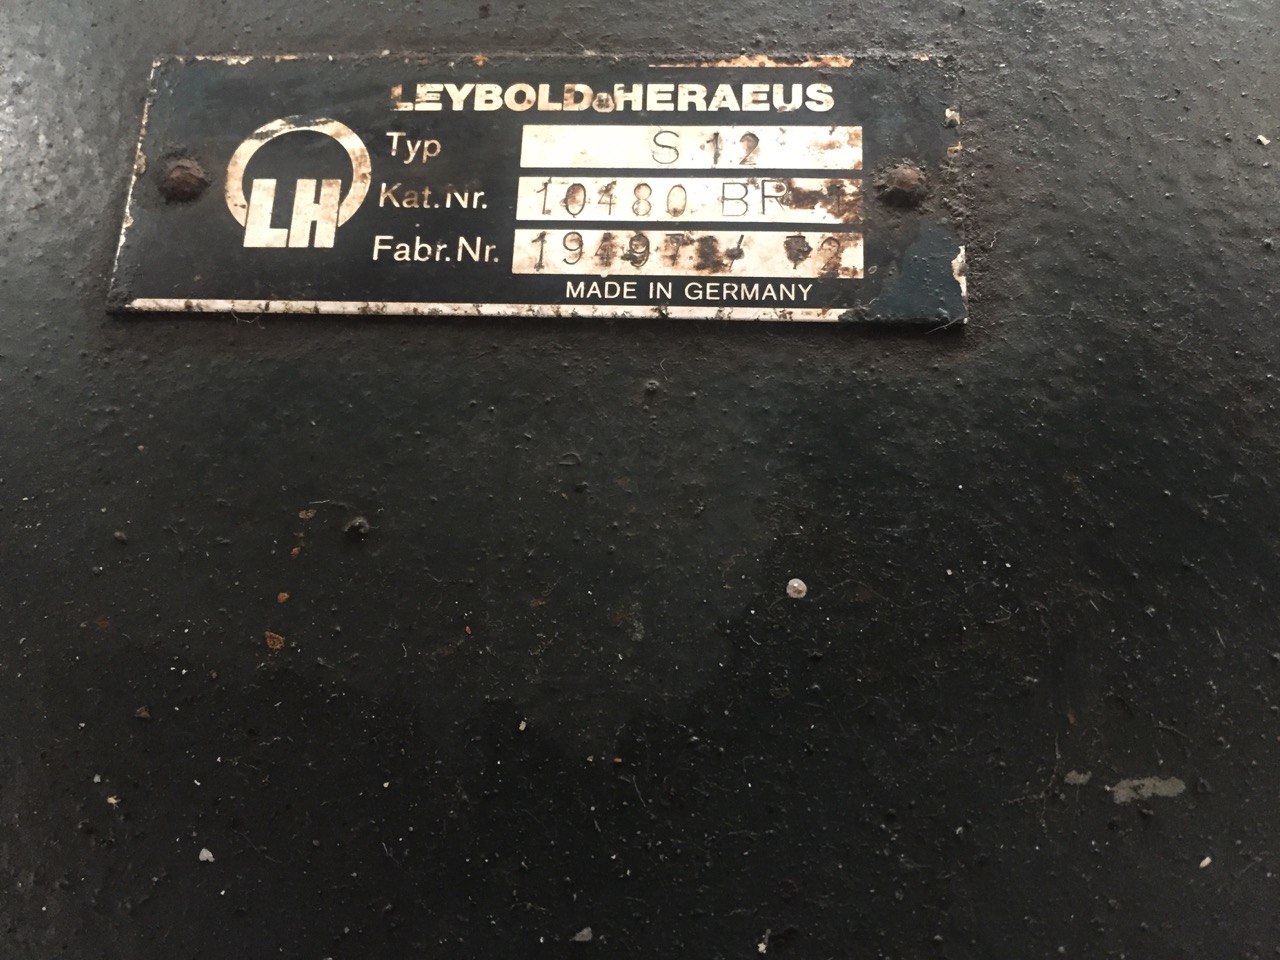 LEYBOLD-HERAEUS
LH
Typ S 12
Kat.Nr. 10480 BR
Fabr.Nr.
MADE IN GERMANY